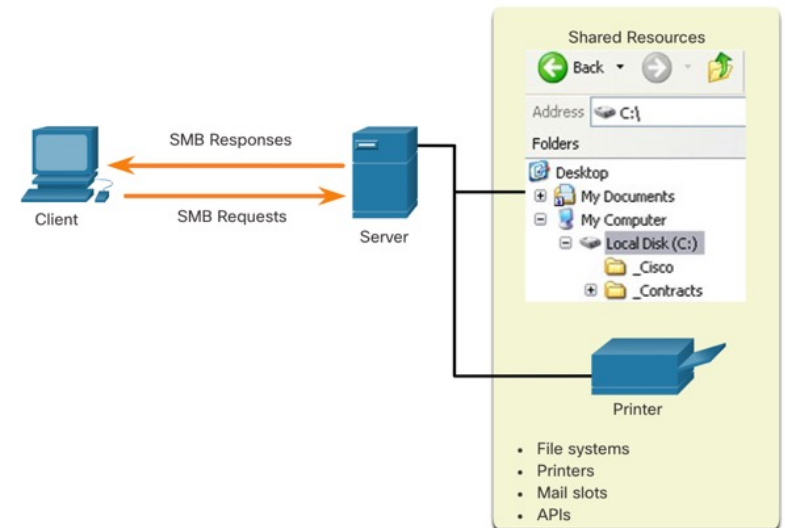 Shared Resources
Back
Address C:\
Folders
Desktop
My Documents
My Computer
Local Disk (C:)
_Cisco
_Contracts
SMB Responses
SMB Requests
Client
Server
Printer
• File systems
• Printers
• Mail slots
• APIs